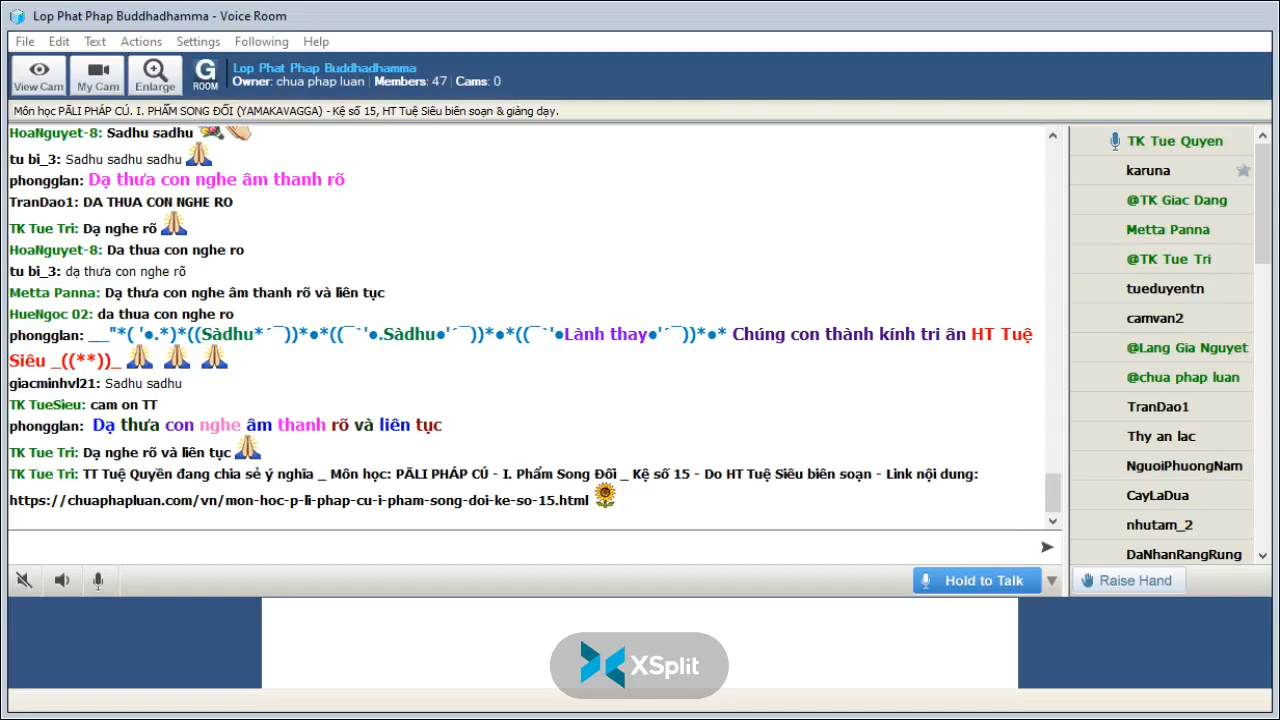 Lop Phat Phap Buddhadhamma - Voice Room
File Edit Text Actions Settings Following Help
View Cam
My Cam
Enlarge
G ROOM
Lop Phat Phap Buddhadhamma
Owner: chua phap luan | Members: 47 | Cams: 0
Môn học PĀLI PHÁP CÚ. I. PHẨM SONG ĐỐI (YAMAKAVAGGA) - Kệ số 15, HT Tuệ Siêu biên soạn & giảng dạy.
HoaNguyet-8: Sadhu sadhu
tu bi_3: Sadhu sadhu sadhu
phongglan: Dạ thưa con nghe âm thanh rõ
TranDao1: DA THUA CON NGHE RO
TK Tue Tri: Dạ nghe rõ
HoaNguyet-8: Da thua con nghe ro
tu bi_3: dạ thưa con nghe rõ
Metta Panna: Dạ thưa con nghe âm thanh rõ và liên tục
HueNgoc 02: da thua con nghe ro
phongglan: __"*( '●.*)*((Sàdhu*´¯))*●*((¯`'●.Sàdhu●'´¯))*●*((¯`'●Lành thay●'´¯))*●* Chúng con thành kính tri ân HT Tuệ
Siêu _((**))_
giacminhvl21: Sadhu sadhu
TK TueSieu: cam on TT
phongglan: Dạ thưa con nghe âm thanh rõ và liên tục
TK Tue Tri: Dạ nghe rõ và liên tục
TK Tue Tri: TT Tuệ Quyền đang chia sẻ ý nghĩa _ Môn học: PĀLI PHÁP CÚ - I. Phẩm Song Đối _ Kệ số 15 - Do HT Tuệ Siêu biên soạn - Link nội dung:
https://chuaphapluan.com/vn/mon-hoc-p-li-phap-cu-i-pham-song-doi-ke-so-15.html
Hold to Talk
TK Tue Quyen
karuna
@TK Giac Dang
Metta Panna
@TK Tue Tri
tueduyentn
camvan2
@Lang Gia Nguyet
@chua phap luan
TranDao1
Thy an lac
NguoiPhuongNam
CayLaDua
nhutam_2
DaNhanRangRung
Raise Hand
XSplit